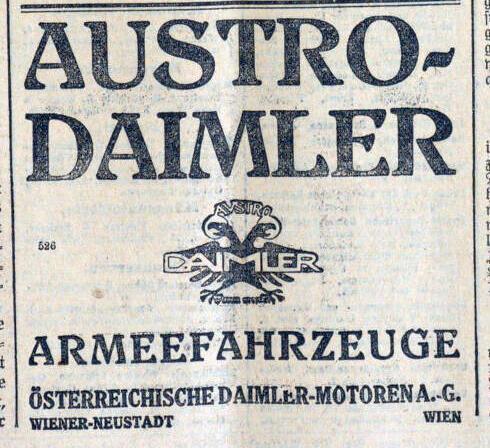 AUSTRO-
DAIMLER
AUSTRO
526
DAIMLER
ARMEEFAHRZEUGE
ÖSTERREICHISCHE DAIMLER-MOTOREN A.-G.
WIENER-NEUSTADT WIEN